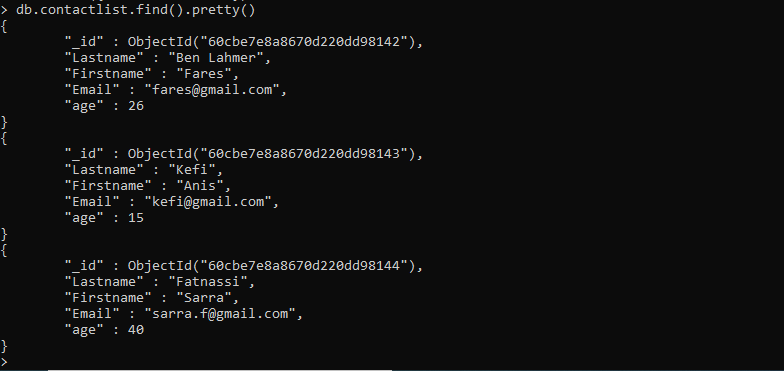 > db.contactlist.find().pretty()
{
        "_id" : ObjectId("60cbe7e8a8670d220dd98142"),
        "Lastname" : "Ben Lahmer",
        "Firstname" : "Fares",
        "Email" : "fares@gmail.com",
        "age" : 26
}
{
        "_id" : ObjectId("60cbe7e8a8670d220dd98143"),
        "Lastname" : "Kefi",
        "Firstname" : "Anis",
        "Email" : "kefi@gmail.com",
        "age" : 15
}
{
        "_id" : ObjectId("60cbe7e8a8670d220dd98144"),
        "Lastname" : "Fatnassi",
        "Firstname" : "Sarra",
        "Email" : "sarra.f@gmail.com",
        "age" : 40
}
>